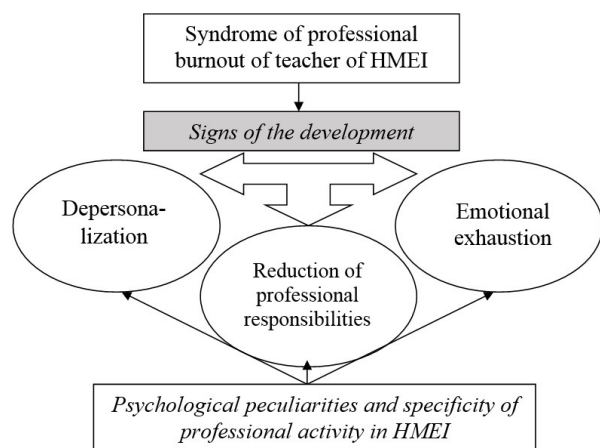 Syndrome of professional
burnout of teacher of HMEI
Signs of the development
Depersona-
lization
Emotional
exhaustion
Reduction of
professional
responsibilities
Psychological peculiarities and specificity of
professional activity in HMEI